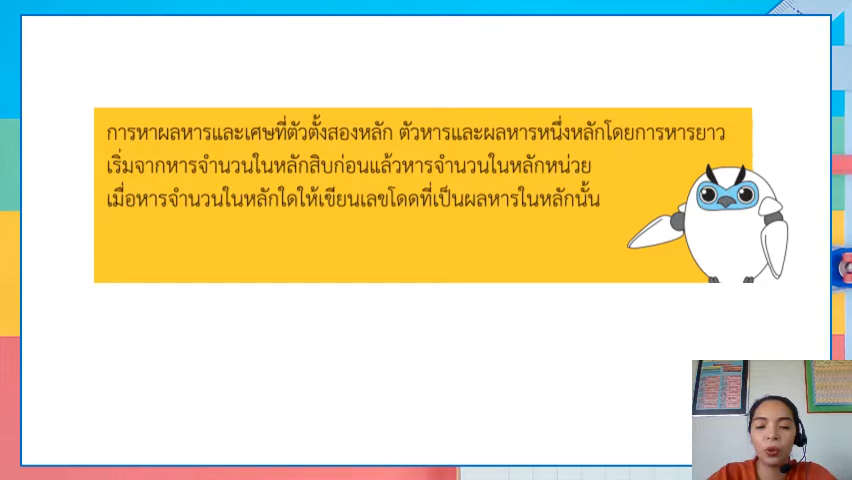 การหาผลหารและเศษที่ตัวตั้งสองหลัก ตัวหารและผลหารหนึ่งหลักโดยการหารยาว
เริ่มจากหารจำนวนในหลักสิบก่อนแล้วหารจำนวนในหลักหน่วย
เมื่อหารจำนวนในหลักใดให้เขียนเลขโดดที่เป็นผลหารในหลักนั้น